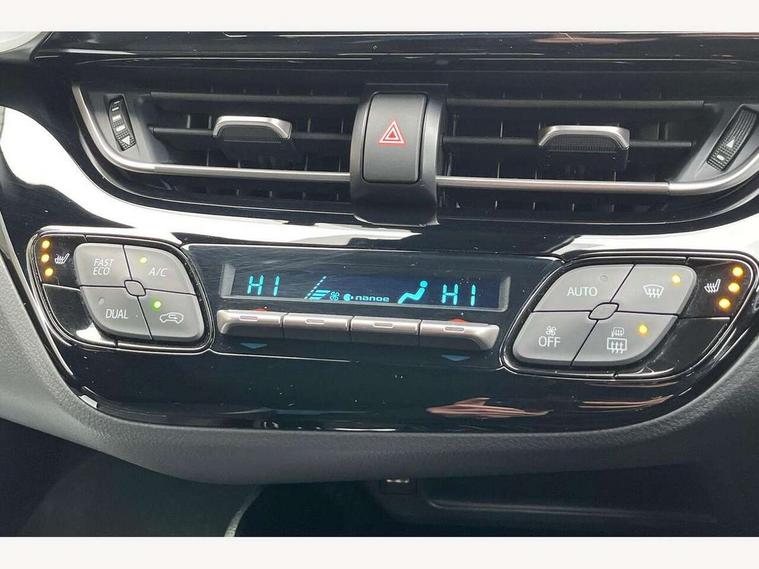 FAST
ECO
A/C
DUAL
HI
nanoe
HI
AUTO
OFF